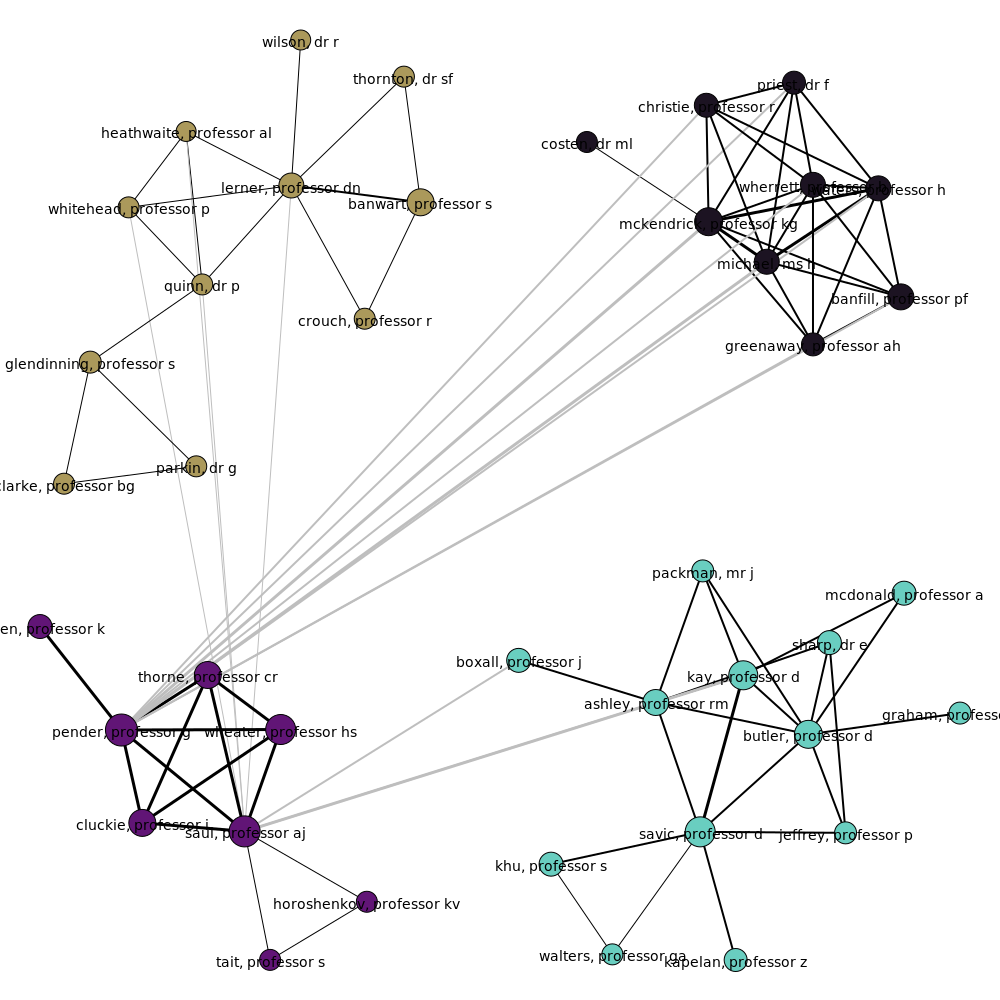 wilson, dr r
thornton, dr sf
priest, dr f
christie, professor r
heathwaite, professor al
costen, dr ml
lerner, professor dn
wherrett, professor b
professor h
banwart, professor s
whitehead, professor p
mckendrick, professor kg
michael, ms h
quinn, dr p
banfill, professor pf
crouch, professor r
greenaway, professor ah
glendinning, professor s
parkin, dr g
clarke, professor bg
packman, mr j
mcdonald, professor a
en, professor k
sharp, dr e
boxall, professor j
thorne, professor cr
kay, professor d
ashley, professor rm
graham, profess
pender, professor g
wheater, professor hs
butler, professor d
cluckie, professor i
saul, professor aj
savic, professor d
jeffrey, professor p
khu, professor s
horoshenkov, professor kv
walters, professor ga
tait, professor s
kapelan, professor z